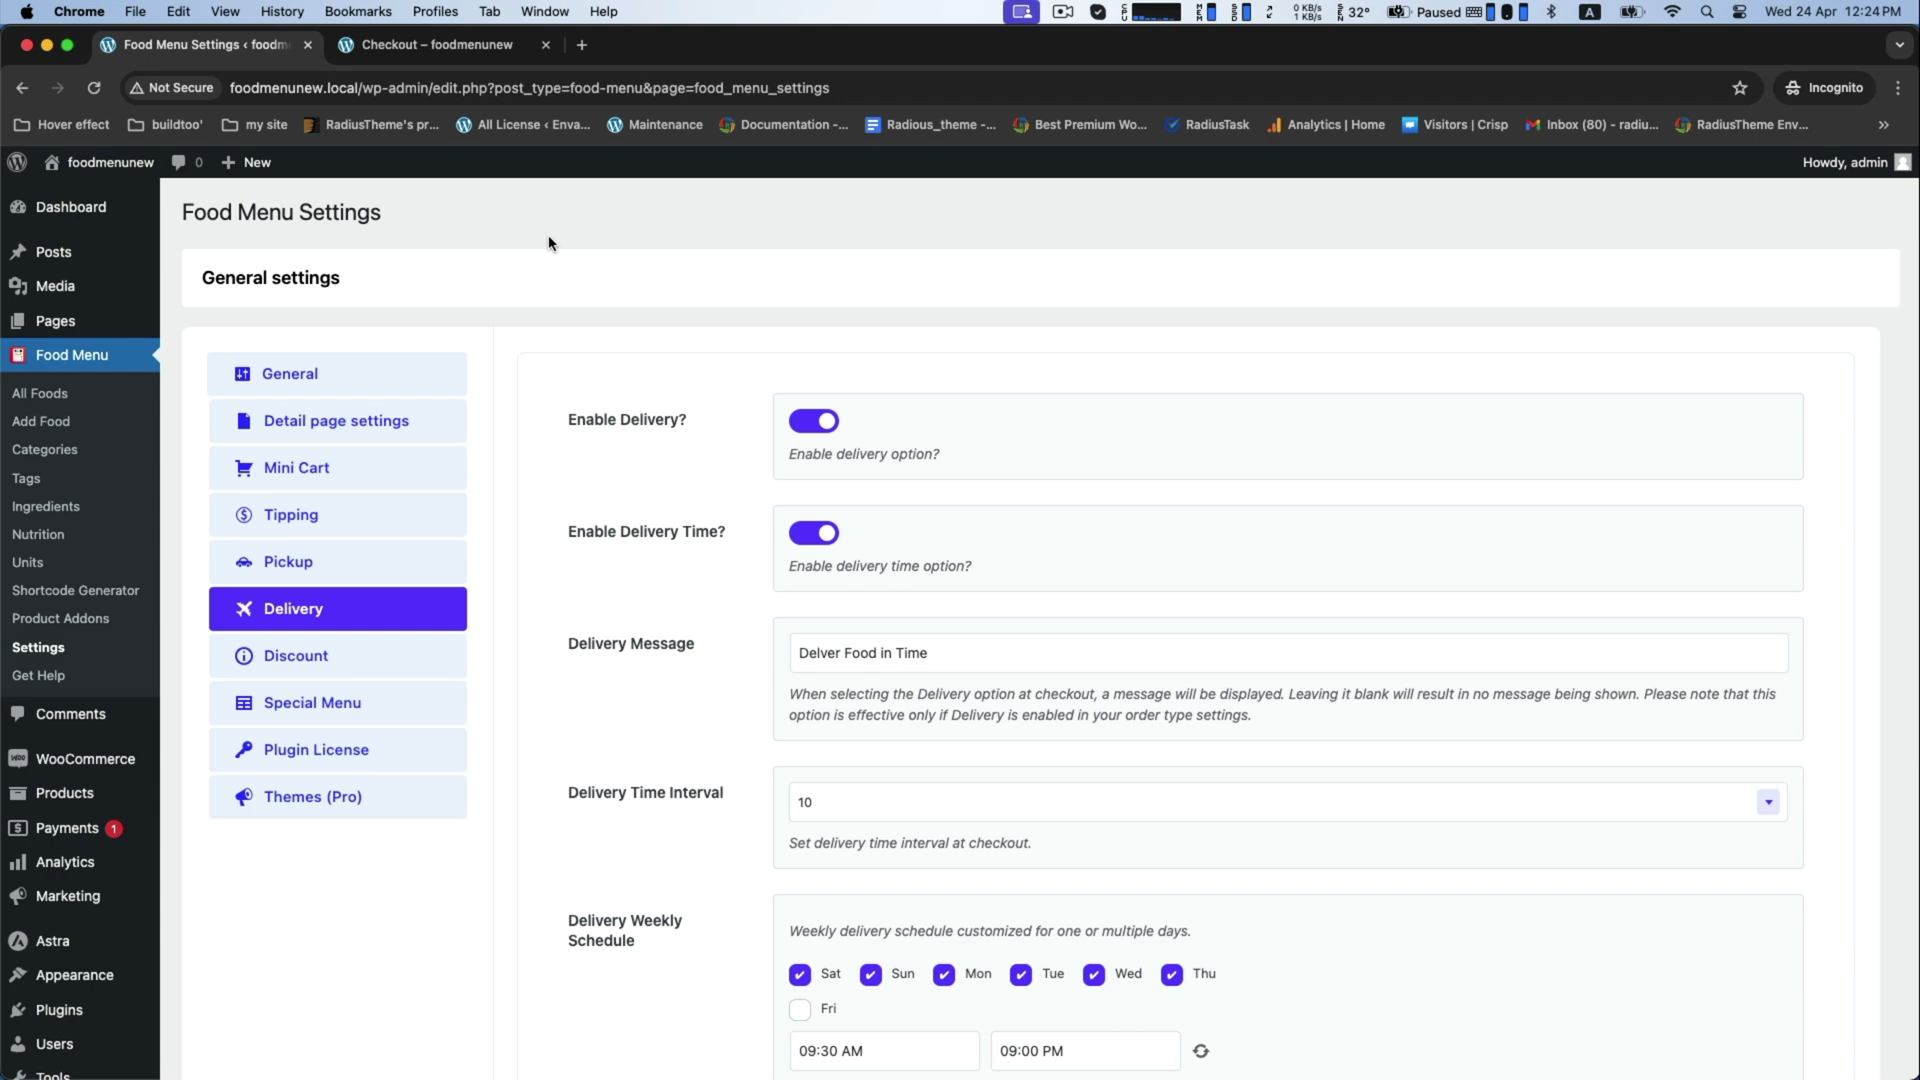 Chrome File Edit View History Bookmarks Profiles Tab Window Help
0 KB/s
1 KB/s
32° Paused A Wed 24 Apr 12:24 PM
Food Menu Settings ‹ foodm Checkout – foodmenunew
Not Secure foodmenunew.local/wp-admin/edit.php?post_type=food-menu&page=food_menu_settings Incognito
Hover effect buildtoo' my site RadiusTheme's pr... All License ‹ Enva... Maintenance Documentation -... Radious_theme -... Best Premium Wo... RadiusTask Analytics | Home Visitors | Crisp Inbox (80) - radiu... RadiusTheme Env... »
foodmenunew 0 + New Howdy, admin
Dashboard
Posts
Media
Pages
Food Menu
All Foods
Add Food
Categories
Tags
Ingredients
Nutrition
Units
Shortcode Generator
Product Addons
Settings
Get Help
Comments
WooCommerce
Products
Payments 1
Analytics
Marketing
Astra
Appearance
Plugins
Users
Tools
Food Menu Settings
General settings
General
Detail page settings
Mini Cart
Tipping
Pickup
Delivery
Discount
Special Menu
Plugin License
Themes (Pro)
Enable Delivery?
Enable delivery option?
Enable Delivery Time?
Enable delivery time option?
Delivery Message
Delver Food in Time
When selecting the Delivery option at checkout, a message will be displayed. Leaving it blank will result in no message being shown. Please note that this
option is effective only if Delivery is enabled in your order type settings.
Delivery Time Interval
10
Set delivery time interval at checkout.
Delivery Weekly
Schedule
Weekly delivery schedule customized for one or multiple days.
Sat Sun Mon Tue Wed Thu
Fri
09:30 AM 09:00 PM